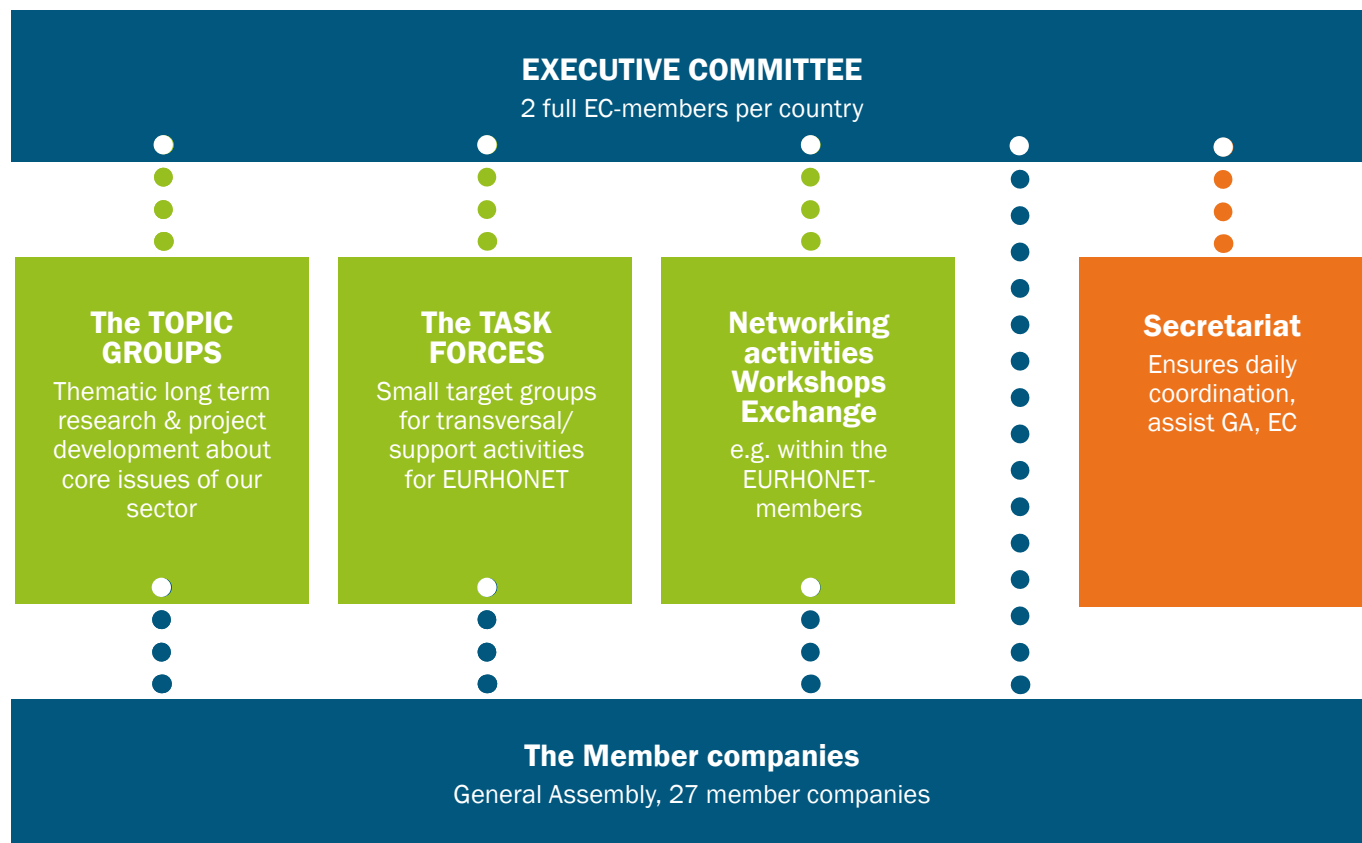 EXECUTIVE COMMITTEE
2 full EC-members per country
The TOPIC
GROUPS
Thematic long term
research & project
development about
core issues of our
sector
The TASK
FORCES
Small target groups
for transversal/
support activities
for EURHONET
Networking
activities
Workshops
Exchange
e.g. within the
EURHONET-
members
Secretariat
Ensures daily
coordination,
assist GA, EC
The Member companies
General Assembly, 27 member companies